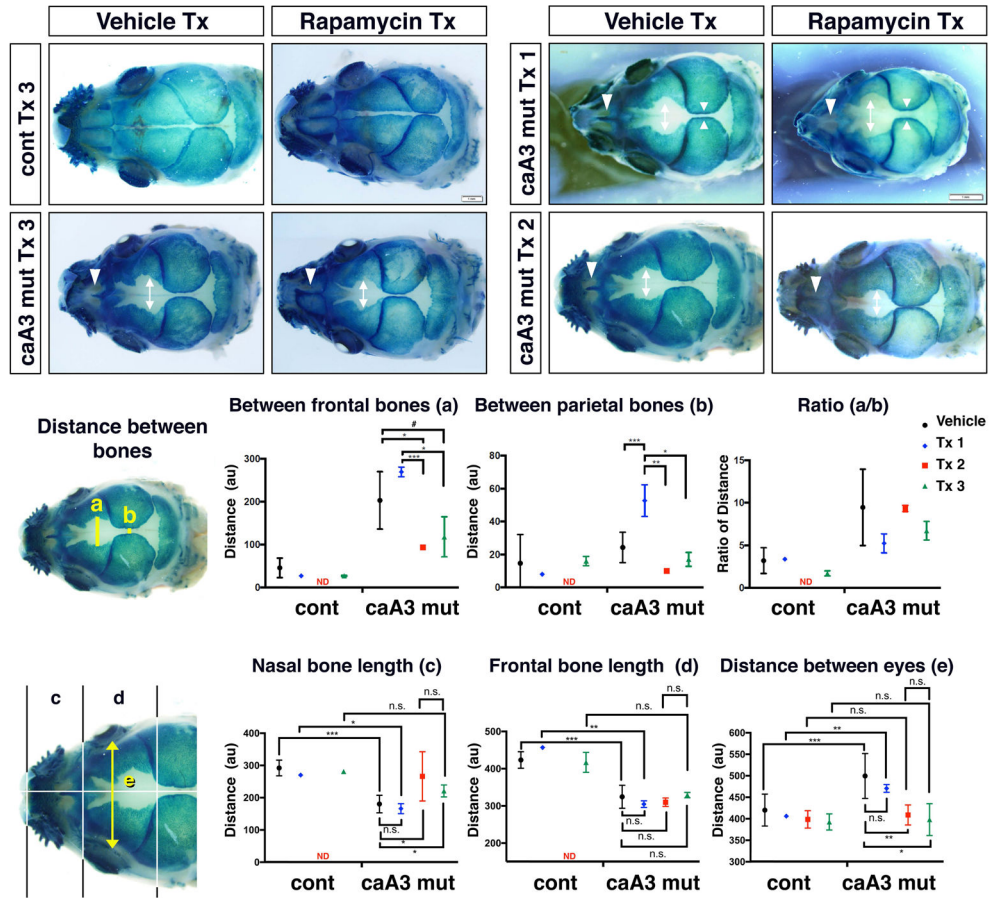 Vehicle Tx
Rapamycin Tx
Vehicle Tx
Rapamycin Tx
cont Tx 3
caA3 mut Tx 1
caA3 mut Tx 3
caA3 mut Tx 2
Distance between
bones
a
b
Between frontal bones (a)
Distance (au)
300
200
100
0
#
*
*
***
ND
cont
caA3 mut
Between parietal bones (b)
Distance (au)
80
60
40
20
0
***
*
**
ND
cont
caA3 mut
Ratio (a/b)
Ratio of Distance
15
10
5
0
ND
cont
caA3 mut
Vehicle
Tx 1
Tx 2
Tx 3
c
d
e
Nasal bone length (c)
Distance (au)
400
300
200
100
0
n.s.
n.s.
*
***
n.s.
*
*
ND
cont
caA3 mut
Frontal bone length (d)
Distance (au)
500
400
300
200
n.s.
n.s.
**
***
n.s.
n.s.
n.s.
ND
cont
caA3 mut
Distance between eyes (e)
Distance (au)
600
550
500
450
400
350
300
n.s.
n.s.
n.s.
**
***
n.s.
**
*
cont
caA3 mut